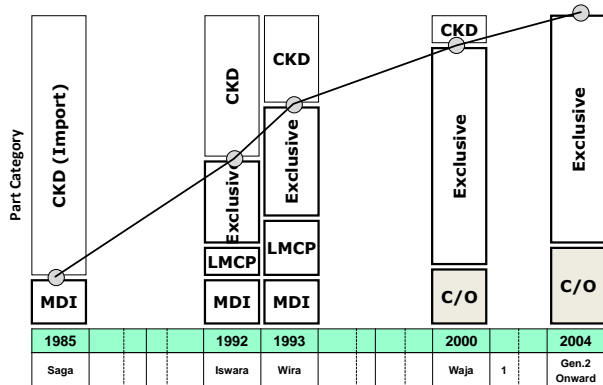 Part Category
CKD (Import)
MDI
CKD
Exclusive
LMCP
MDI
CKD
Exclusive
LMCP
MDI
CKD
Exclusive
C/O
Exclusive
C/O
1985 1992 1993 2000 2004
Saga Iswara Wira Waja 1 Gen.2
Onward